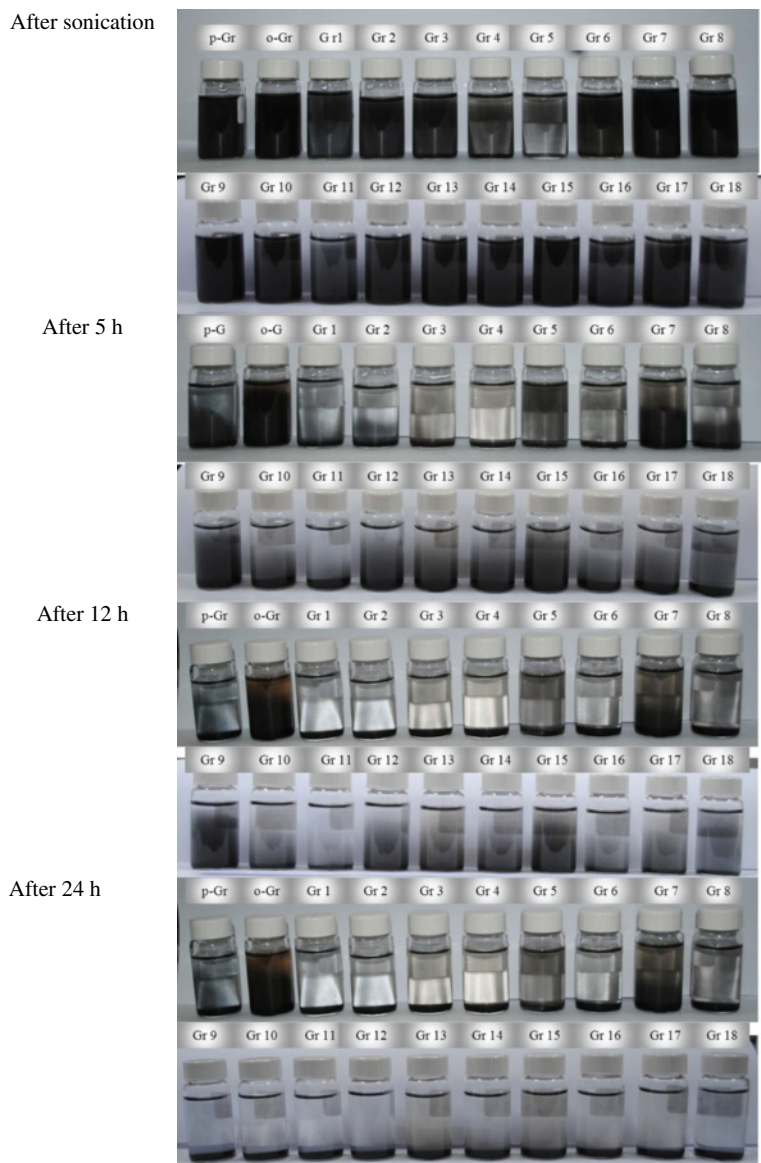 After sonication
p-Gr o-Gr G r1 Gr 2 Gr 3 Gr 4 Gr 5 Gr 6 Gr 7 Gr 8
Gr 9 Gr 10 Gr 11 Gr 12 Gr 13 Gr 14 Gr 15 Gr 16 Gr 17 Gr 18
After 5 h
p-G o-G Gr 1 Gr 2 Gr 3 Gr 4 Gr 5 Gr 6 Gr 7 Gr 8
Gr 9 Gr 10 Gr 11 Gr 12 Gr 13 Gr 14 Gr 15 Gr 16 Gr 17 Gr 18
After 12 h
p-Gr o-Gr Gr 1 Gr 2 Gr 3 Gr 4 Gr 5 Gr 6 Gr 7 Gr 8
Gr 9 Gr 10 Gr 11 Gr 12 Gr 13 Gr 14 Gr 15 Gr 16 Gr 17 Gr 18
After 24 h
p-Gr o-Gr Gr 1 Gr 2 Gr 3 Gr 4 Gr 5 Gr 6 Gr 7 Gr 8
Gr 9 Gr 10 Gr 11 Gr 12 Gr 13 Gr 14 Gr 15 Gr 16 Gr 17 Gr 18